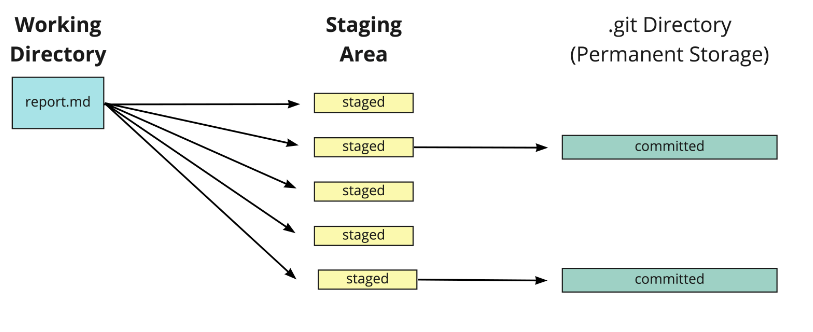 Working
Directory
Staging
Area
.git Directory
(Permanent Storage)
report.md
staged
staged
committed
staged
staged
staged
committed